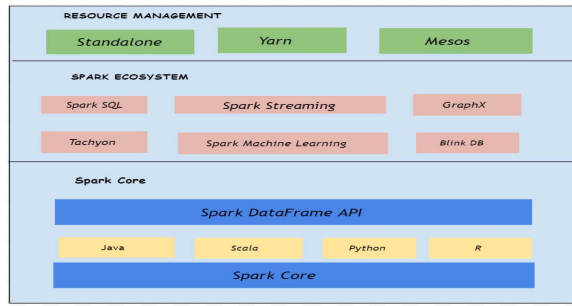 RESOURCE MANAGEMENT
Standalone Yarn Mesos
SPARK ECOSYSTEM
Spark SQL Spark Streaming GraphX
Tachyon Spark Machine Learning Blink DB
Spark Core
Spark DataFrame API
Java Scala Python R
Spark Core